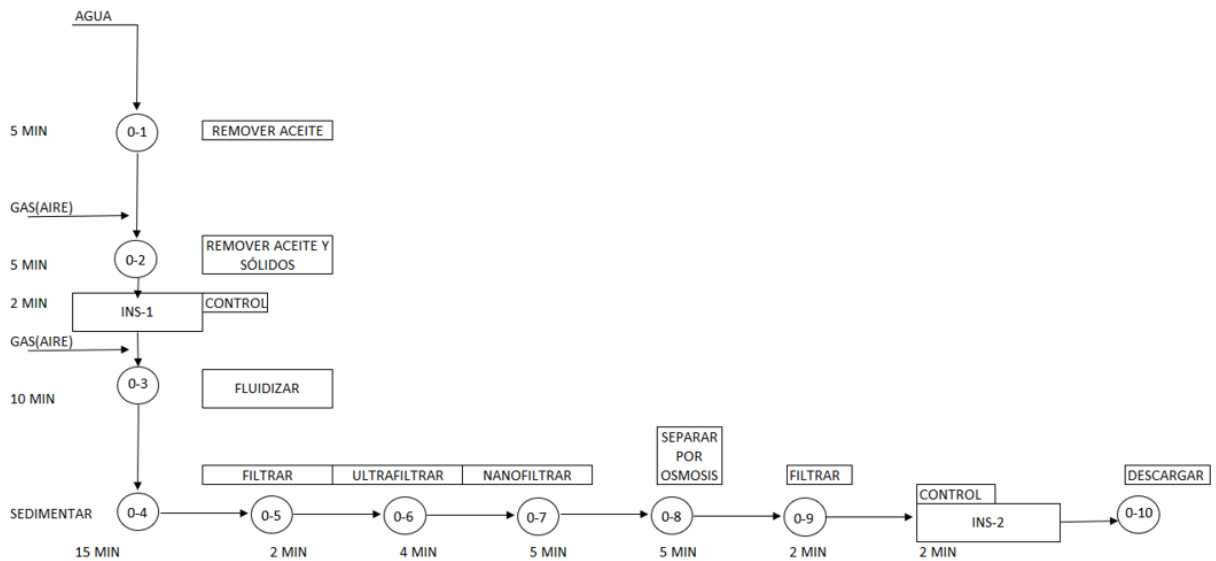 AGUA
5 MIN
0-1
REMOVER ACEITE
GAS(AIRE)
5 MIN
0-2
REMOVER ACEITE Y
SÓLIDOS
2 MIN
INS-1
CONTROL
GAS(AIRE)
10 MIN
0-3
FLUIDIZAR
SEPARAR
POR
OSMOSIS
FILTRAR
ULTRAFILTRAR
NANOFILTRAR
FILTRAR
DESCARGAR
CONTROL
SEDIMENTAR
0-4
0-5
0-6
0-7
0-8
0-9
INS-2
0-10
15 MIN
2 MIN
4 MIN
5 MIN
5 MIN
2 MIN
2 MIN